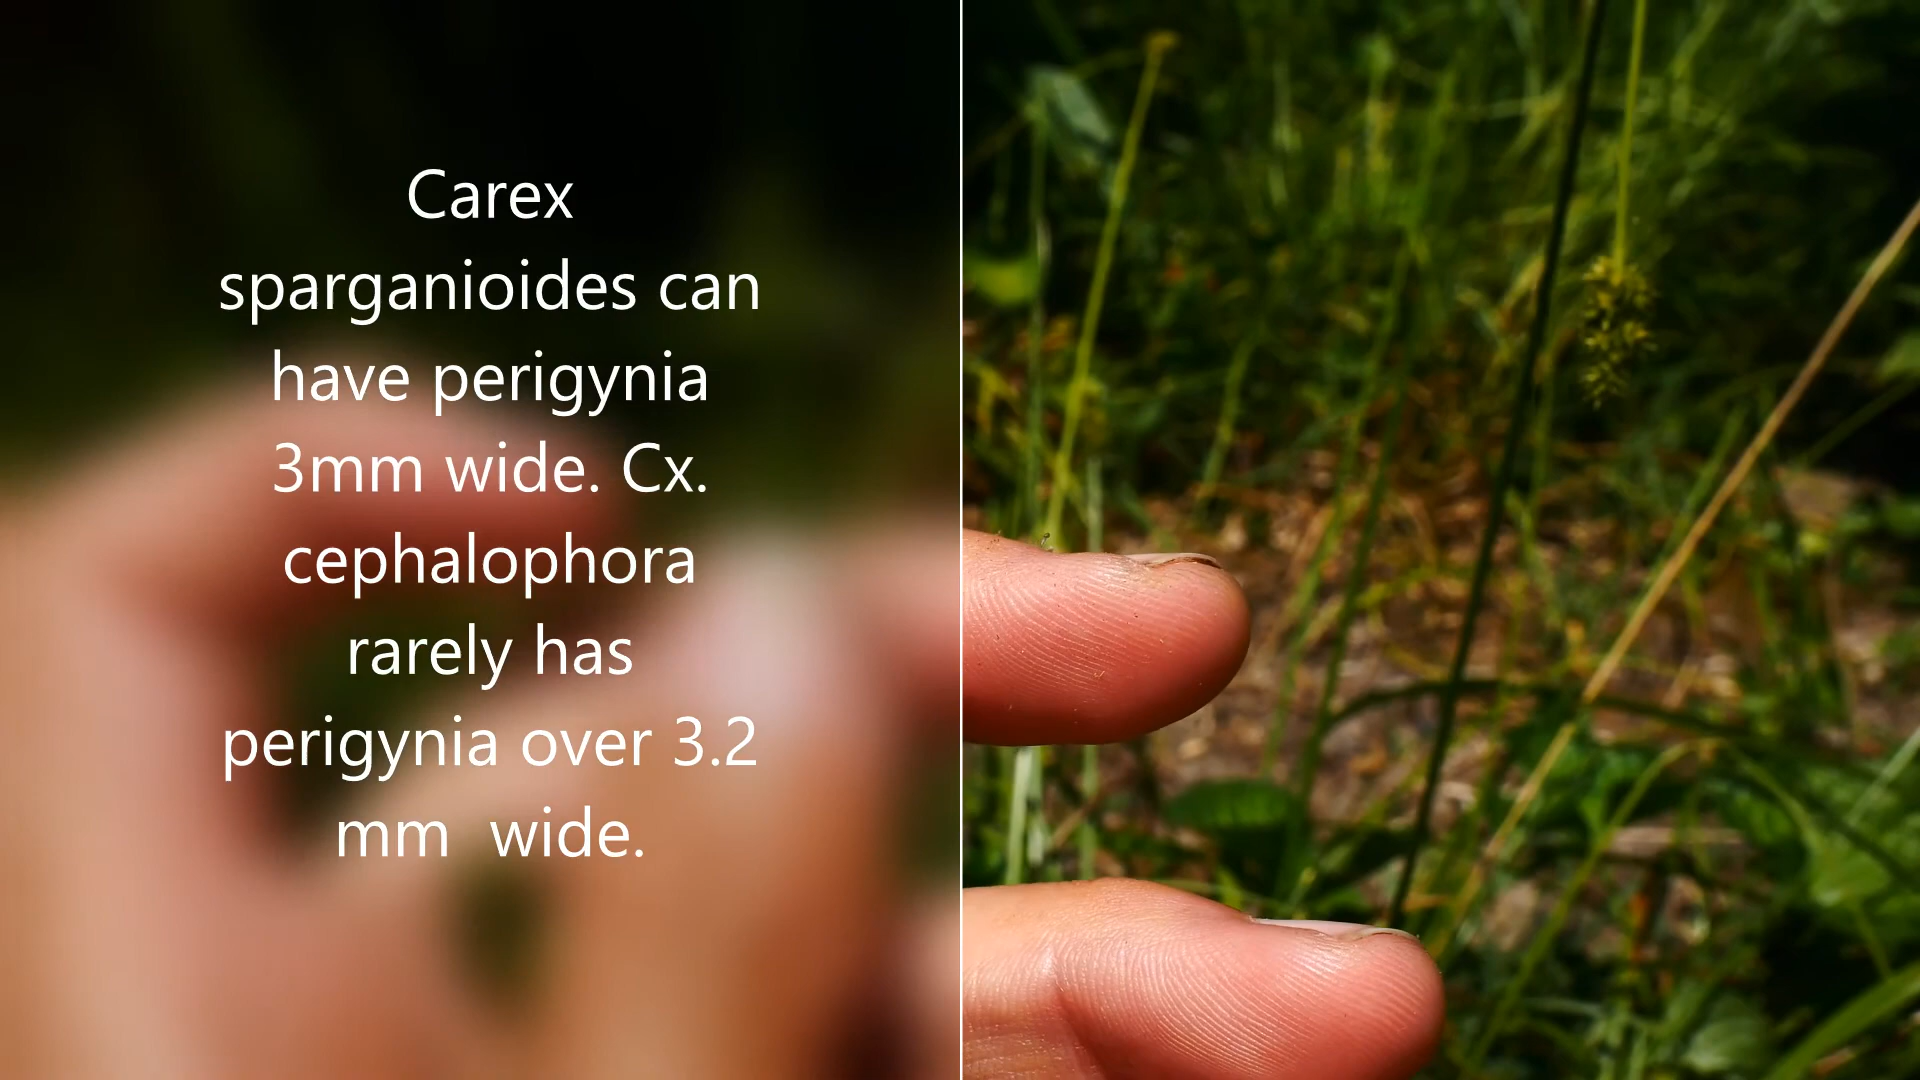 Carex
sparganioides can
have perigynia
3mm wide. Cx.
cephalophora
rarely has
perigynia over 3.2
mm  wide.